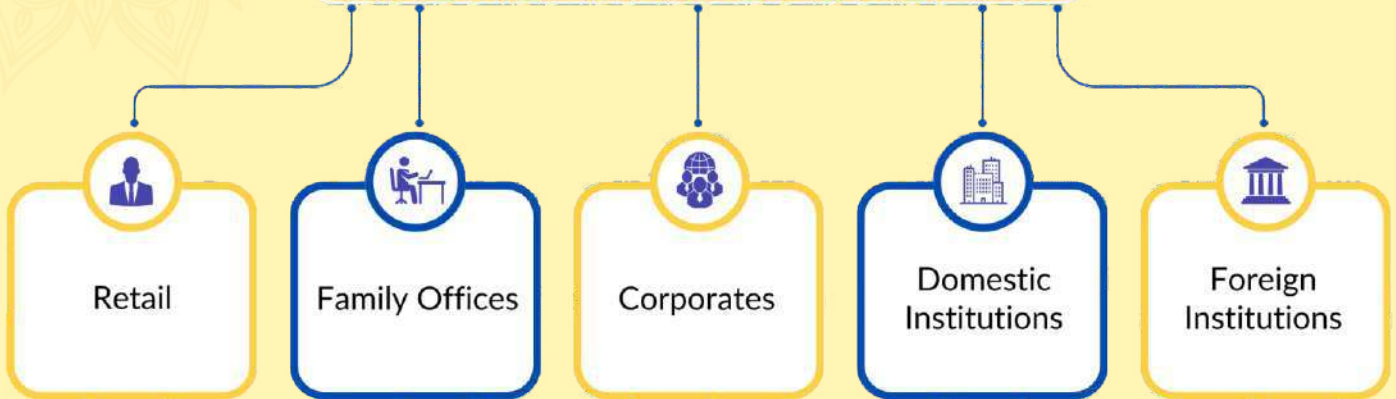 Retail
Family Offices
Corporates
Domestic
Institutions
Foreign
Institutions